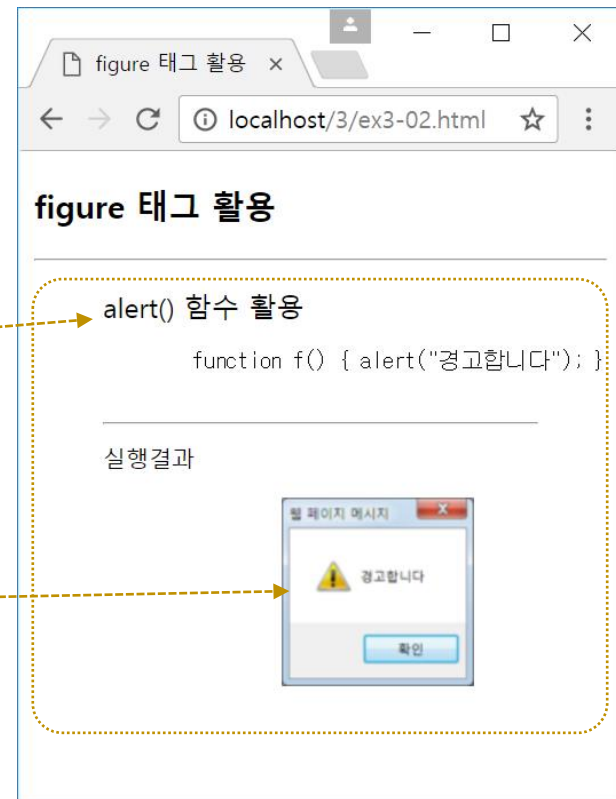 figure 태그 활용
localhost/3/ex3-02.html
figure 태그 활용
alert() 함수 활용
function f() { alert("경고합니다"); }
실행결과
웹 페이지 메시지
경고합니다
확인